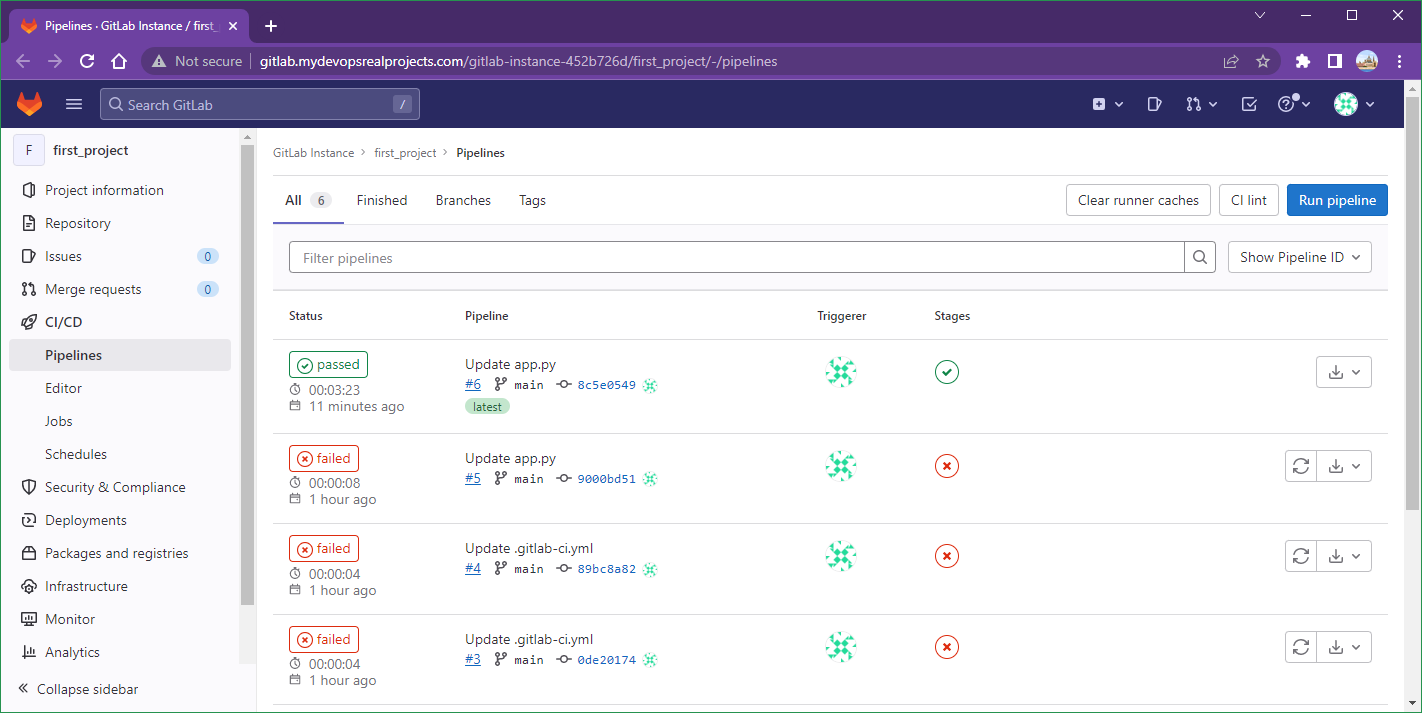 Pipelines · GitLab Instance / first_
Not secure
gitlab.mydevopsrealprojects.com/gitlab-instance-452b726d/first_project/-/pipelines
Search GitLab /
F first_project
Project information
Repository
Issues 0
Merge requests 0
CI/CD
Pipelines
Editor
Jobs
Schedules
Security & Compliance
Deployments
Packages and registries
Infrastructure
Monitor
Analytics
Collapse sidebar
GitLab Instance > first_project > Pipelines
All 6 Finished Branches Tags
Clear runner caches CI lint Run pipeline
Filter pipelines Show Pipeline ID
Status Pipeline Triggerer Stages
passed Update app.py
00:03:23 #6 main 8c5e0549
11 minutes ago latest
failed Update app.py
00:00:08 #5 main 9000bd51
1 hour ago
failed Update .gitlab-ci.yml
00:00:04 #4 main 89bc8a82
1 hour ago
failed Update .gitlab-ci.yml
00:00:04 #3 main 0de20174
1 hour ago